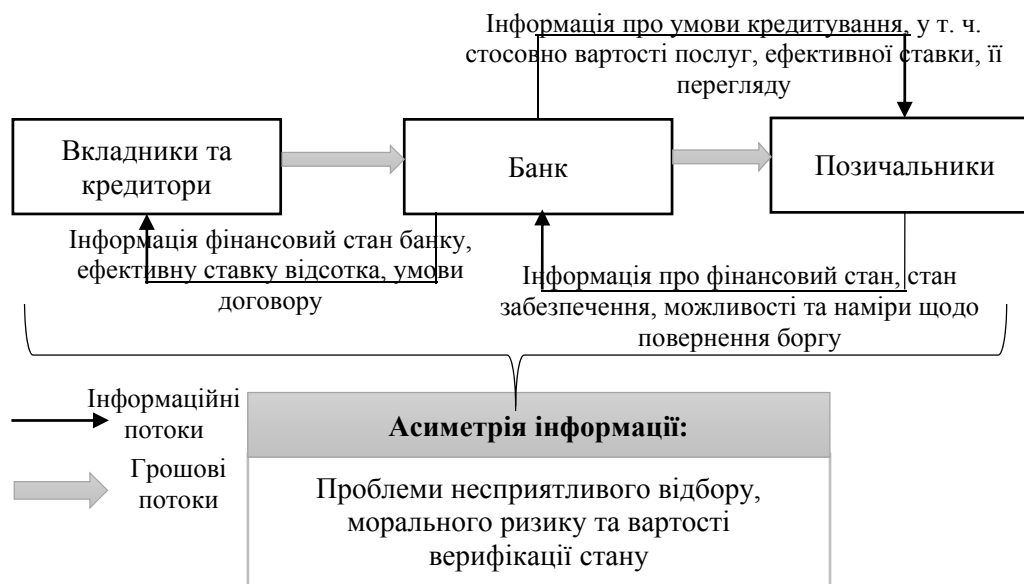 Інформація про умови кредитування, у т. ч.
стосовно вартості послуг, ефективної ставки, її
перегляду
Вкладники та
кредитори
Банк
Позичальники
Інформація фінансовий стан банку,
ефективну ставку відсотка, умови
договору
Інформація про фінансовий стан, стан
забезпечення, можливості та наміри щодо
повернення боргу
Інформаційні
потоки
Грошові
потоки
Асиметрія інформації:
Проблеми несприятливого відбору,
морального ризику та вартості
верифікації стану